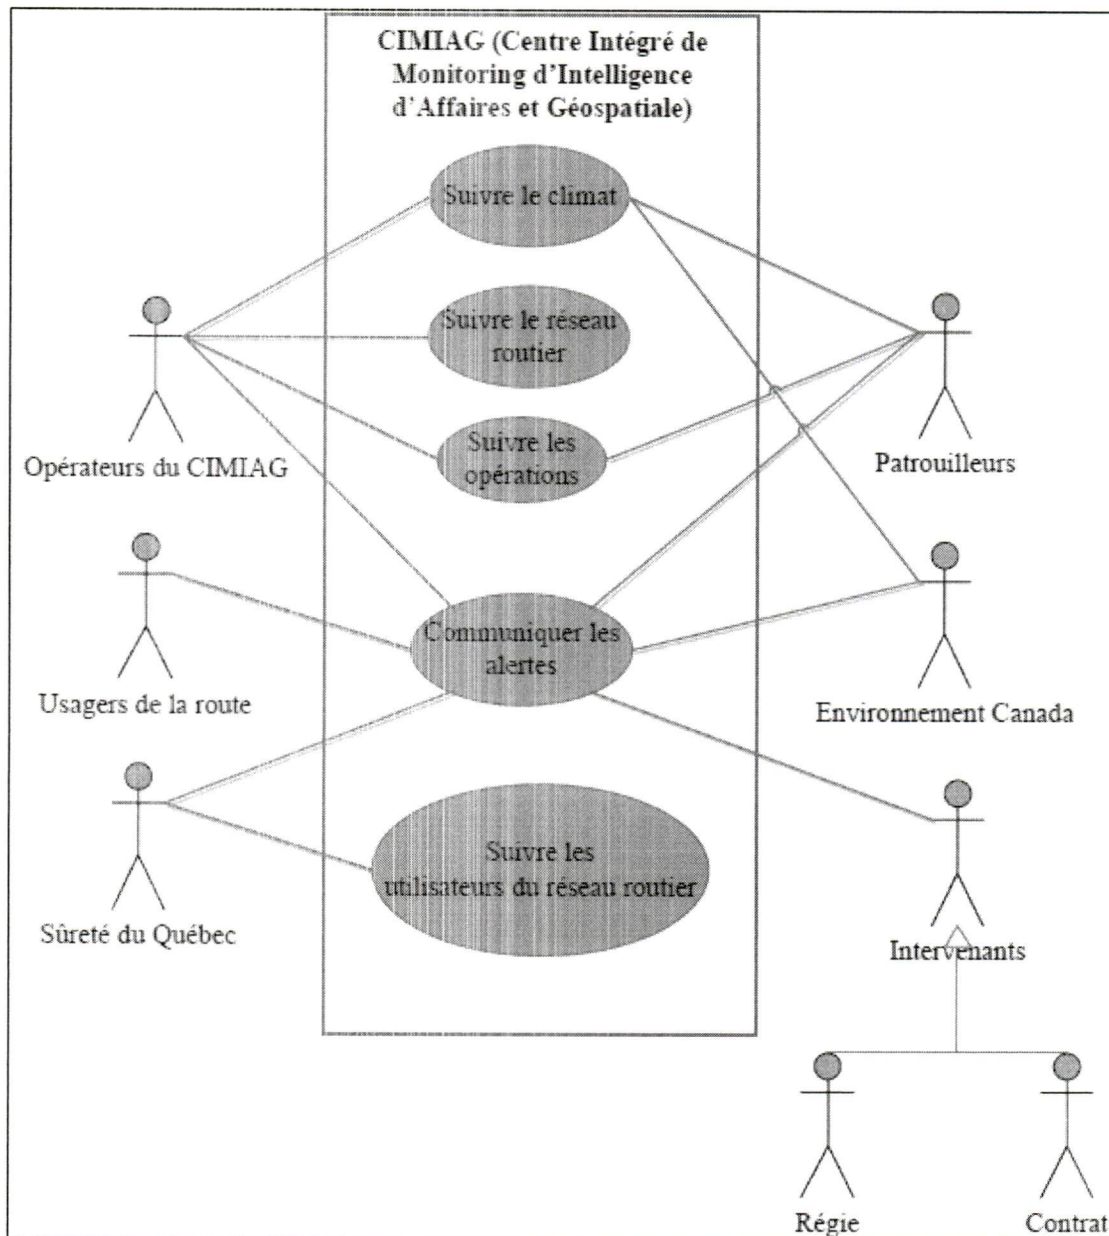 CIMIAG (Centre Intégré de
Monitoring d'Intelligence
d'Affaires et Géospatiale)
Suivre le climat
Suivre le réseau
routier
Suivre les
opérations
Opérateurs du CIMIAG
Patrouilleurs
Communiquer les
alertes
Usagers de la route
Environnement Canada
Suivre les
utilisateurs du réseau routier
Sûreté du Québec
Intervenants
Régie
Contrat